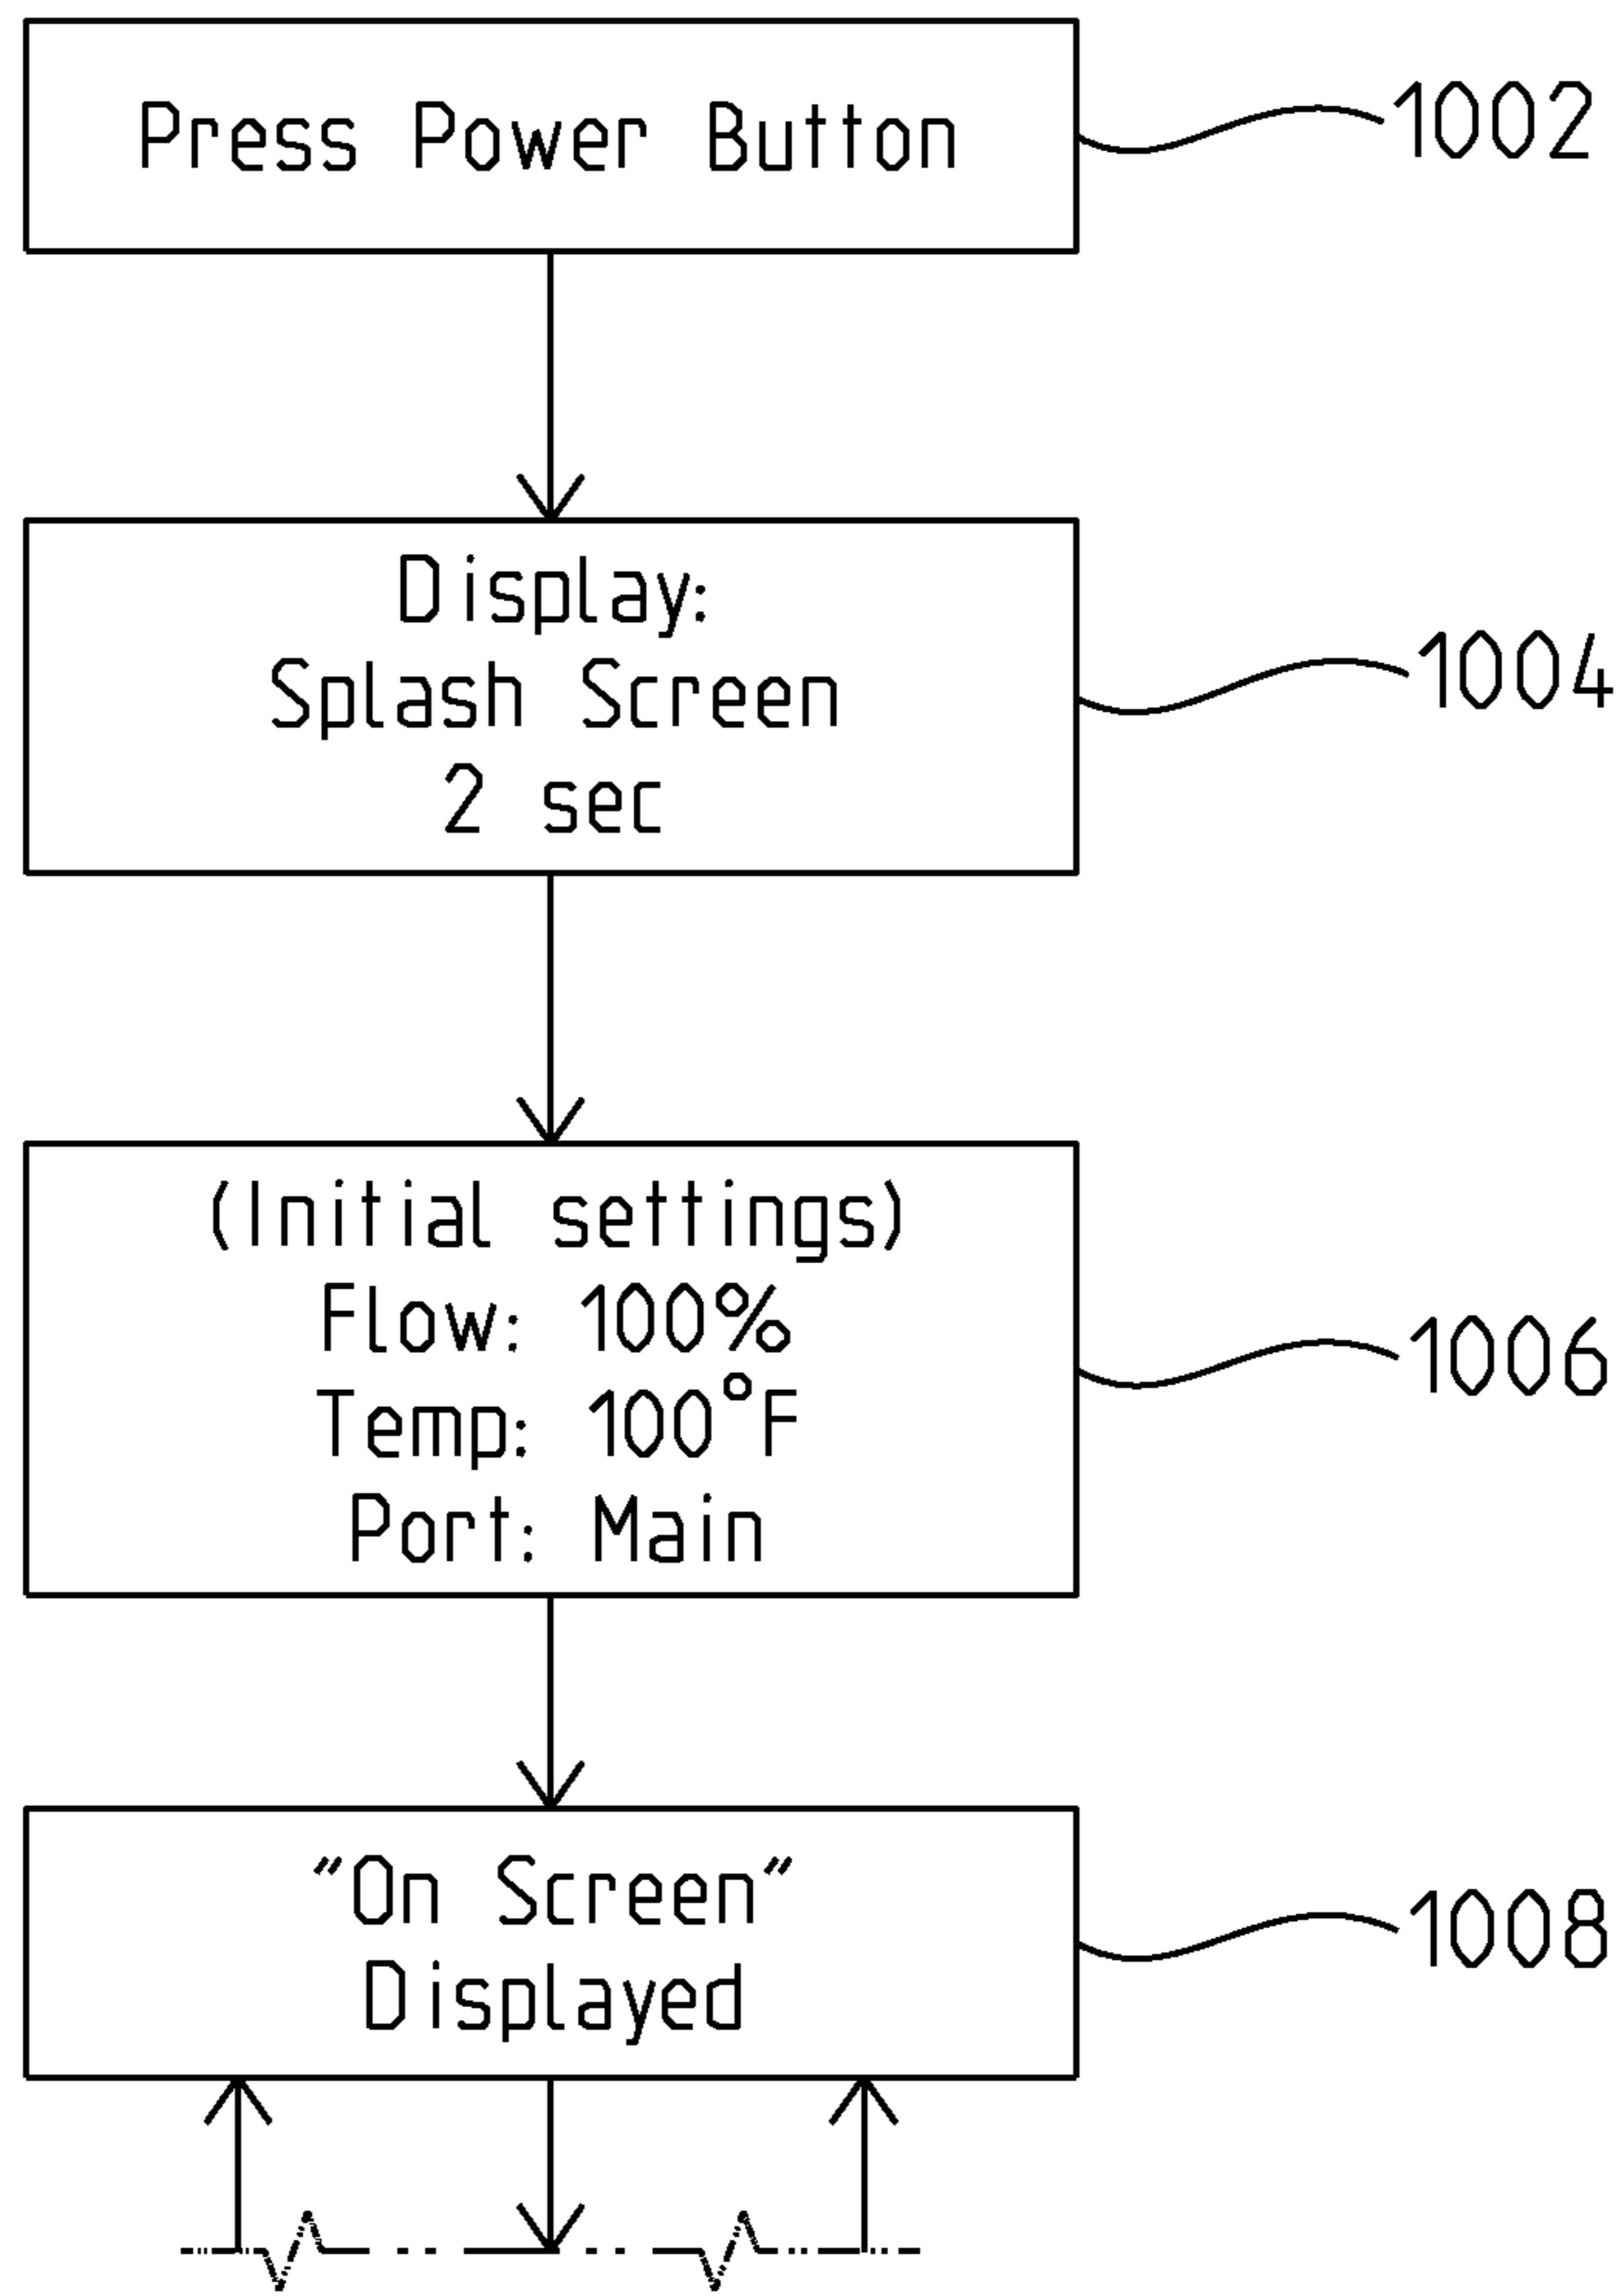 Press Power Button
1002
Display:
Splash Screen
2 sec
1004
(Initial settings)
Flow: 100%
Temp: 100°F
Port: Main
1006
"On Screen"
Displayed
1008